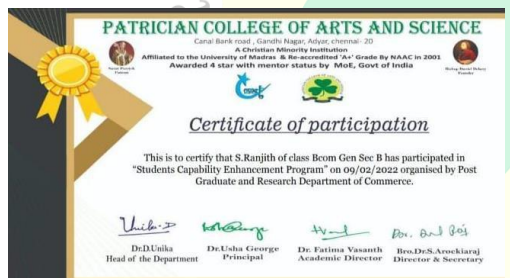 PATRICIAN COLLEGE OF ARTS AND SCIENCE
Canal Bank road , Gandhi Nagar, Adyar, chennai- 20
A Christian Minority Institution
Affiliated to the University of Madras & Re-accredited 'A+' Grade By NAAC in 2001
Awarded 4 star with mentor status by MoE, Govt of India
Saint Patrick
Patron
Founder
Certificate of participation
This is to certify that S.Ranjith of class Bcom Gen Sec B has participated in
"Students Capability Enhancement Program" on 09/02/2022 organised by Post
Graduate and Research Department of Commerce.
Dr.D.Unika
Head of the Department
Dr.Usha George
Principal
Dr. Fatima Vasanth
Academic Director
Bro.Dr.S.Arockiaraj
Director & Secretary